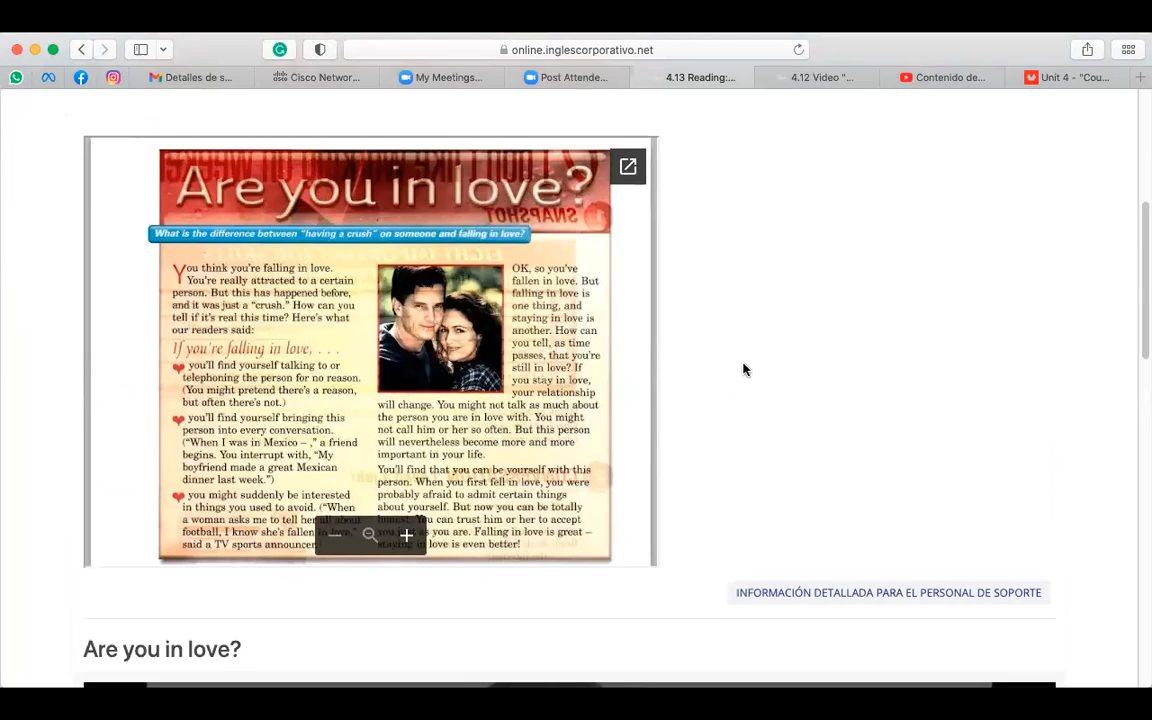 online.inglescorporativo.net
Detalles de s...
Cisco Networ...
My Meetings...
Post Attende...
4.13 Reading:...
4.12 Video "...
Contenido de...
Unit 4 - "Cou...
Are you in love?
SNAPSHOT
What is the difference between "having a crush" on someone and falling in love?
You think you're falling in love.
You're really attracted to a certain
person. But this has happened before,
and it was just a "crush." How can you
tell if it's real this time? Here's what
our readers said:
If you're falling in love, . . .
you'll find yourself talking to or
telephoning the person for no reason.
(You might pretend there's a reason,
but often there's not.)
you'll find yourself bringing this
person into every conversation.
("When I was in Mexico – ," a friend
begins. You interrupt with, "My
boyfriend made a great Mexican
dinner last week.")
you might suddenly be interested
in things you used to avoid. ("When
a woman asks me to tell her all about
football, I know she's fallen in love,"
said a TV sports announcer.)
OK, so you've
fallen in love. But
falling in love is
one thing, and
staying in love is
another. How can
you tell, as time
passes, that you're
still in love? If
you stay in love,
your relationship
will change. You might not talk as much about
the person you are in love with. You might
not call him or her so often. But this person
will nevertheless become more and more
important in your life.
You'll find that you can be yourself with this
person. When you first fell in love, you were
probably afraid to admit certain things
about yourself. But now you can be totally
honest. You can trust him or her to accept
you just as you are. Falling in love is great –
staying in love is even better!
INFORMACIÓN DETALLADA PARA EL PERSONAL DE SOPORTE
Are you in love?